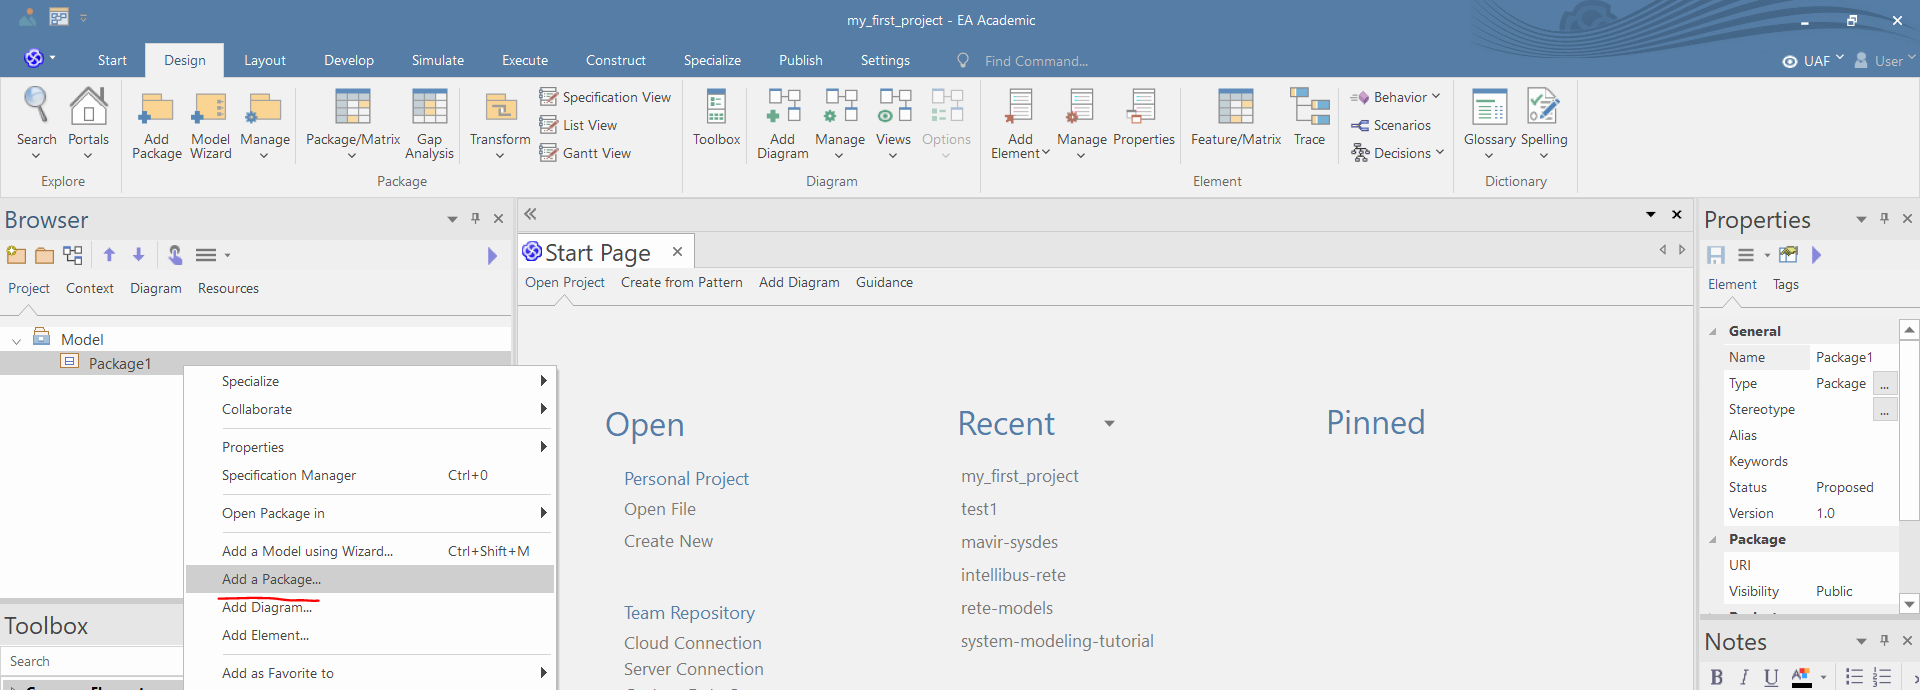 my_first_project - EA Academic
Start Design Layout Develop Simulate Execute Construct Specialize Publish Settings Find Command... UAF User
Search Portals
Explore
Add Package Model Wizard Manage Package/Matrix Gap Analysis Transform
Specification View
List View
Gantt View
Package
Toolbox Add Diagram Manage Views Options
Diagram
Add Element Manage Properties Feature/Matrix Trace
Behavior
Scenarios
Decisions
Element
Glossary Spelling
Dictionary
Browser
Project Context Diagram Resources
Model
Package1
Specialize
Collaborate
Properties
Specification Manager Ctrl+0
Open Package in
Add a Model using Wizard... Ctrl+Shift+M
Add a Package...
Add Diagram...
Add Element...
Add as Favorite to
Toolbox
Search
Start Page
Open Project Create from Pattern Add Diagram Guidance
Open
Personal Project
Open File
Create New
Team Repository
Cloud Connection
Server Connection
Recent
my_first_project
test1
mavir-sysdes
intellibus-rete
rete-models
system-modeling-tutorial
Pinned
Properties
Element Tags
General
Name Package1
Type Package ...
Stereotype ...
Alias
Keywords
Status Proposed
Version 1.0
Package
URI
Visibility Public
Notes
B I U A